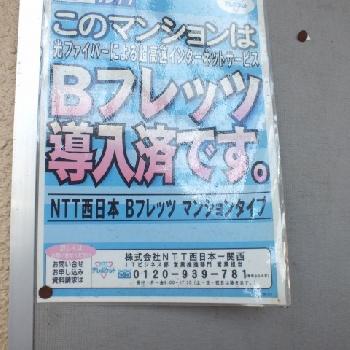 このマンションは
光ファイバーによる超高速インターネットサービス
Bフレッツ
導入済です。
NTT西日本 Bフレッツ マンションタイプ
お問い合せ
お申し込み
資料請求は
株式会社NTT西日本ー関西
0120-939-781